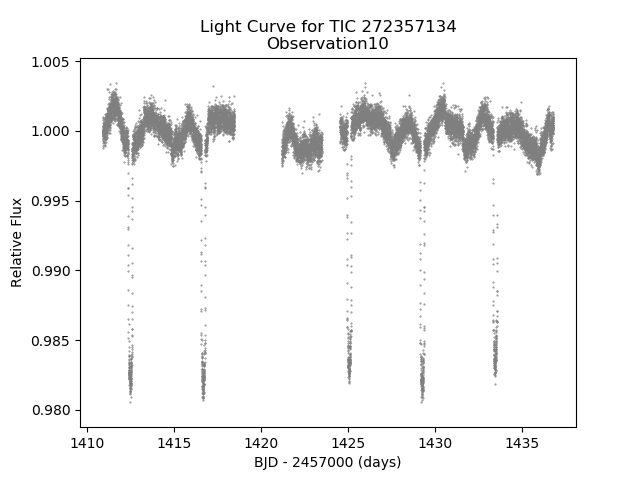 Light Curve for TIC 272357134
Observation10
1.005
1.000
0.995
0.990
0.985
0.980
Relative Flux
1410 1415 1420 1425 1430 1435
BJD - 2457000 (days)